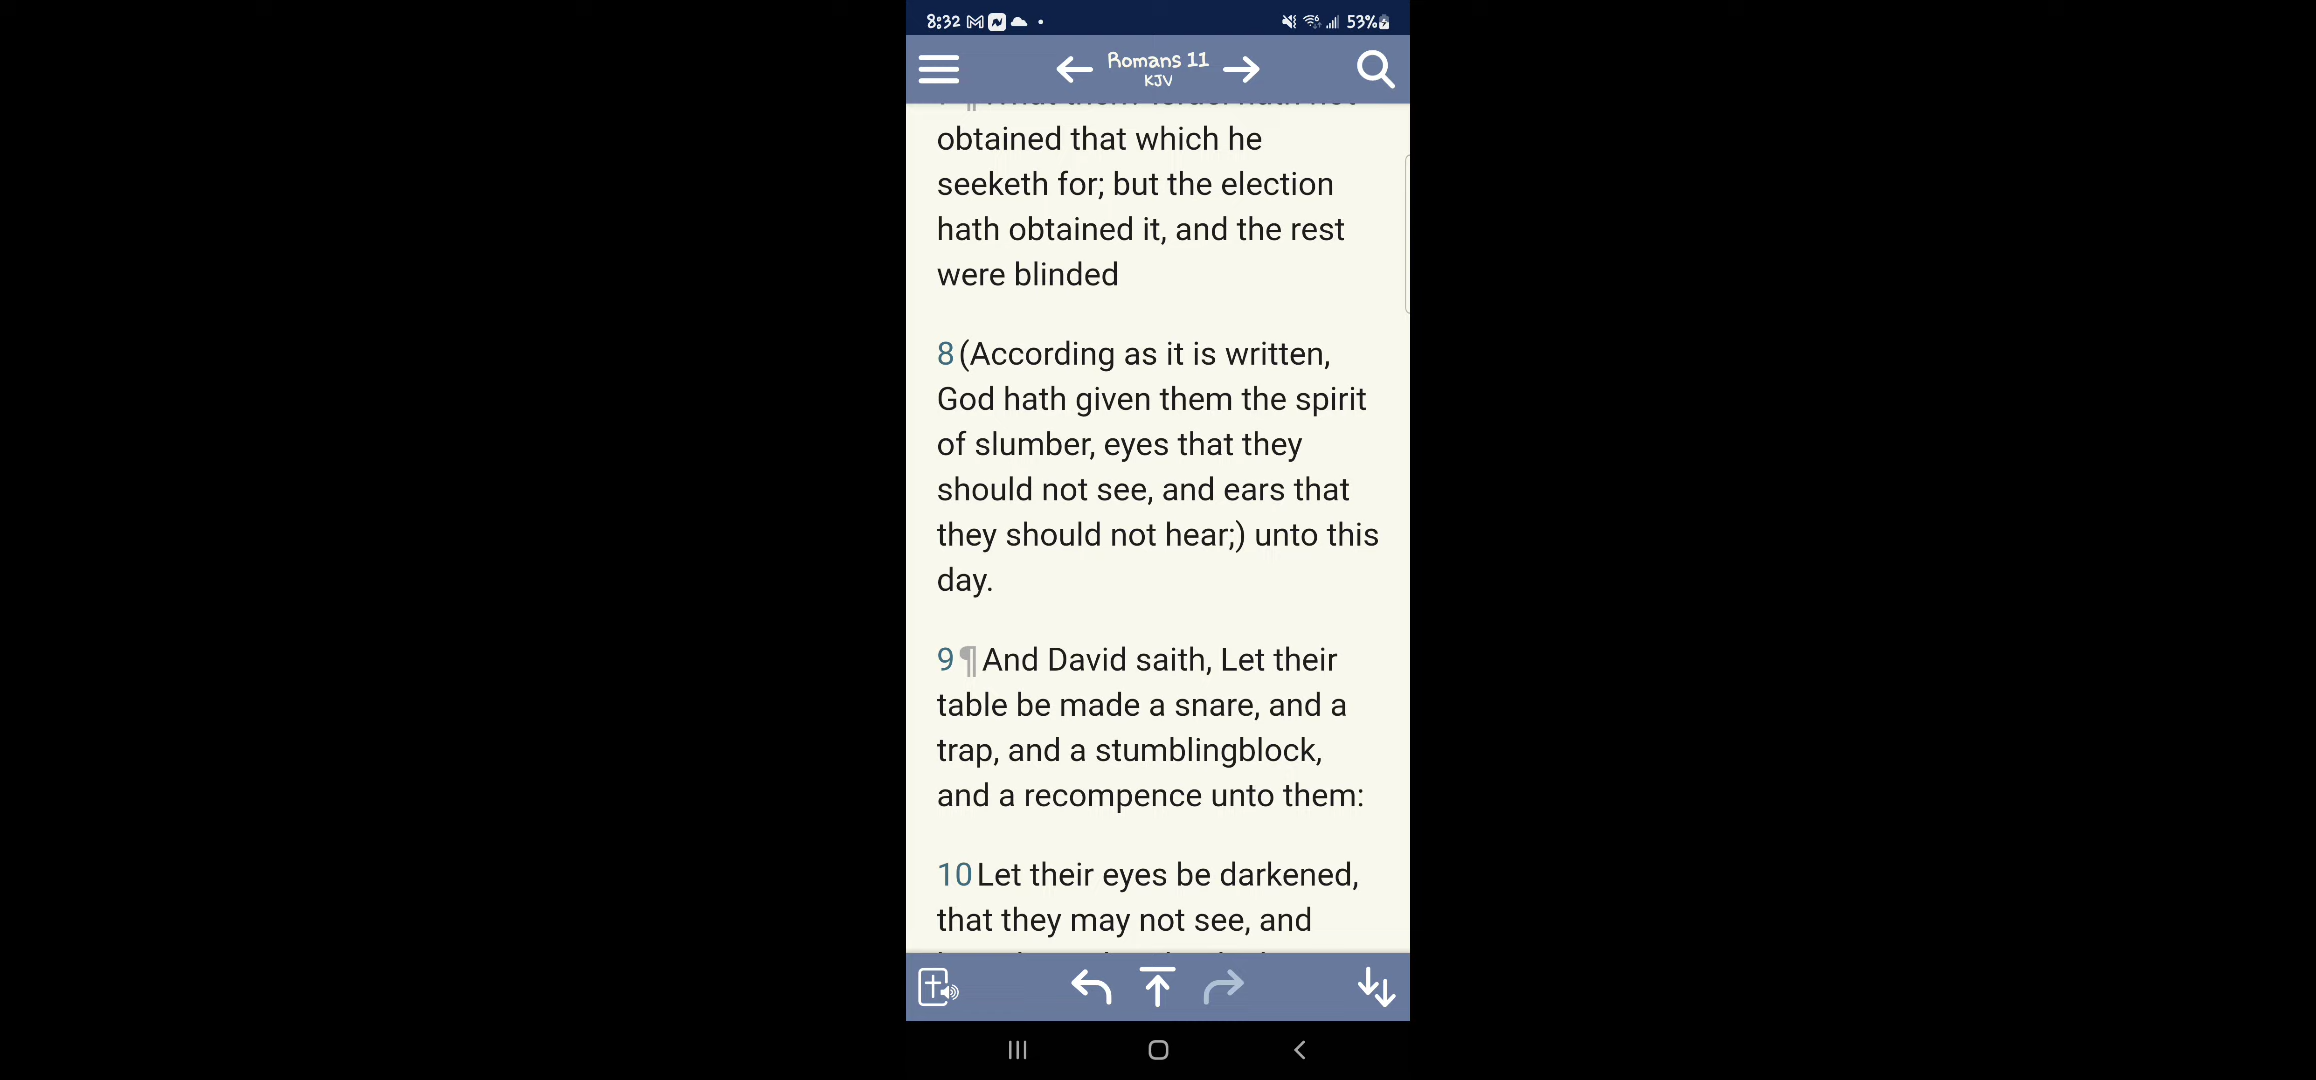 8:32
53%
Romans 11
KJV
obtained that which he
seeketh for; but the election
hath obtained it, and the rest
were blinded
8 (According as it is written,
God hath given them the spirit
of slumber, eyes that they
should not see, and ears that
they should not hear;) unto this
day.
9 ¶ And David saith, Let their
table be made a snare, and a
trap, and a stumblingblock,
and a recompence unto them:
10 Let their eyes be darkened,
that they may not see, and